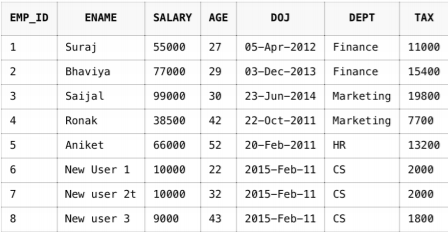 EMP_ID ENAME SALARY AGE DOJ DEPT TAX
1 Suraj 55000 27 05-Apr-2012 Finance 11000
2 Bhaviya 77000 29 03-Dec-2013 Finance 15400
3 Saijal 99000 30 23-Jun-2014 Marketing 19800
4 Ronak 38500 42 22-Oct-2011 Marketing 7700
5 Aniket 66000 52 20-Feb-2011 HR 13200
6 New User 1 10000 22 2015-Feb-11 CS 2000
7 New user 2t 10000 32 2015-Feb-11 CS 2000
8 New user 3 9000 43 2015-Feb-11 CS 1800